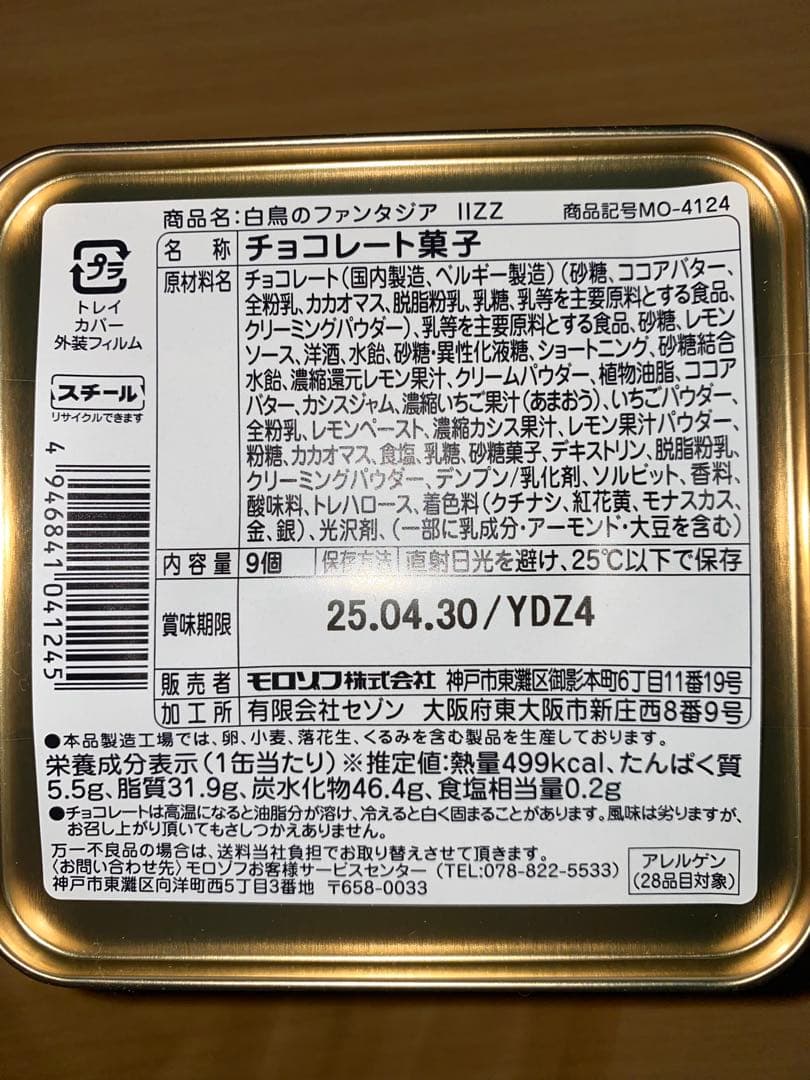 商品名:白鳥のファンタジア IIZZ 商品記号MO-4124
プラ
トレイ
カバー
外装フィルム
スチール
リサイクルできます
4 946841 041245
名称 チョコレート菓子
原材料名 チョコレート(国内製造、ベルギー製造)(砂糖、ココアバター、
全粉乳、カカオマス、脱脂粉乳、乳糖、乳等を主要原料とする食品、
クリーミングパウダー)、乳等を主要原料とする食品、砂糖、レモン
ソース、洋酒、水飴、砂糖・異性化液糖、ショートニング、砂糖結合
水飴、濃縮還元レモン果汁、クリームパウダー、植物油脂、ココア
バター、カシスジャム、濃縮いちご果汁(あまおう)、いちごパウダー、
全粉乳、レモンペースト、濃縮カシス果汁、レモン果汁パウダー、
粉糖、カカオマス、食塩、乳糖、砂糖菓子、デキストリン、脱脂粉乳、
クリーミングパウダー、デンプン/乳化剤、ソルビット、香料、
酸味料、トレハロース、着色料(クチナシ、紅花黄、モナスカス、
金、銀)、光沢剤、(一部に乳成分・アーモンド・大豆を含む)
内容量 9個 保存方法 直射日光を避け、25℃以下で保存
賞味期限 25.04.30/YDZ4
販売者 モロゾフ株式会社 神戸市東灘区御影本町6丁目11番19号
加工所 有限会社セゾン 大阪府東大阪市新庄西8番9号
●本品製造工場では、卵、小麦、落花生、くるみを含む製品を生産しております。
栄養成分表示(1缶当たり)※推定値:熱量499kcal、たんぱく質
5.5g、脂質31.9g、炭水化物46.4g、食塩相当量0.2g
●チョコレートは高温になると油脂分が溶け、冷えると白く固まることがあります。風味は劣りますが、
お召し上がり頂いてもさしつかえありません。
万一不良品の場合は、送料当社負担でお取り替えさせて頂きます。
〈お問い合わせ先〉モロゾフお客様サービスセンター (TEL:078-822-5533)
神戸市東灘区向洋町西5丁目3番地 〒658-0033
アレルゲン
(28品目対象)